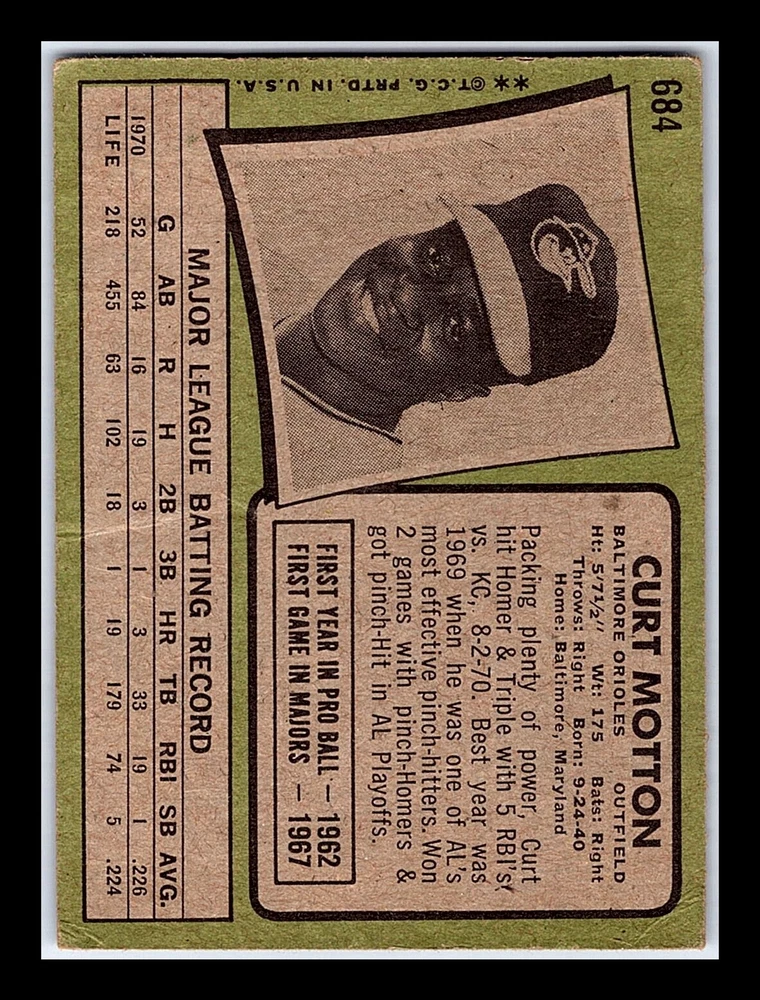 684
CURT MOTTON
BALTIMORE ORIOLES OUTFIELD
Ht: 5'7½" Wt: 175 Bats: Right
Throws: Right Born: 9-24-40
Home: Baltimore, Maryland
Packing plenty of power, Curt
hit Homer & Triple with 5 RBI's
vs. KC, 8-2-70. Best year was
1969 when he was one of AL's
most effective pinch-hitters. Won
2 games with pinch-Homers &
got pinch-Hit in AL Playoffs.
FIRST YEAR IN PRO BALL — 1962
FIRST GAME IN MAJORS — 1967
MAJOR LEAGUE BATTING RECORD
G AB R H 2B 3B HR TB RBI SB AVG.
1970 52 84 16 19 3 1 3 33 19 1 .226
LIFE 218 455 63 102 18 1 19 179 74 5 .224
** ©T.C.G. PRTD. IN U.S.A.